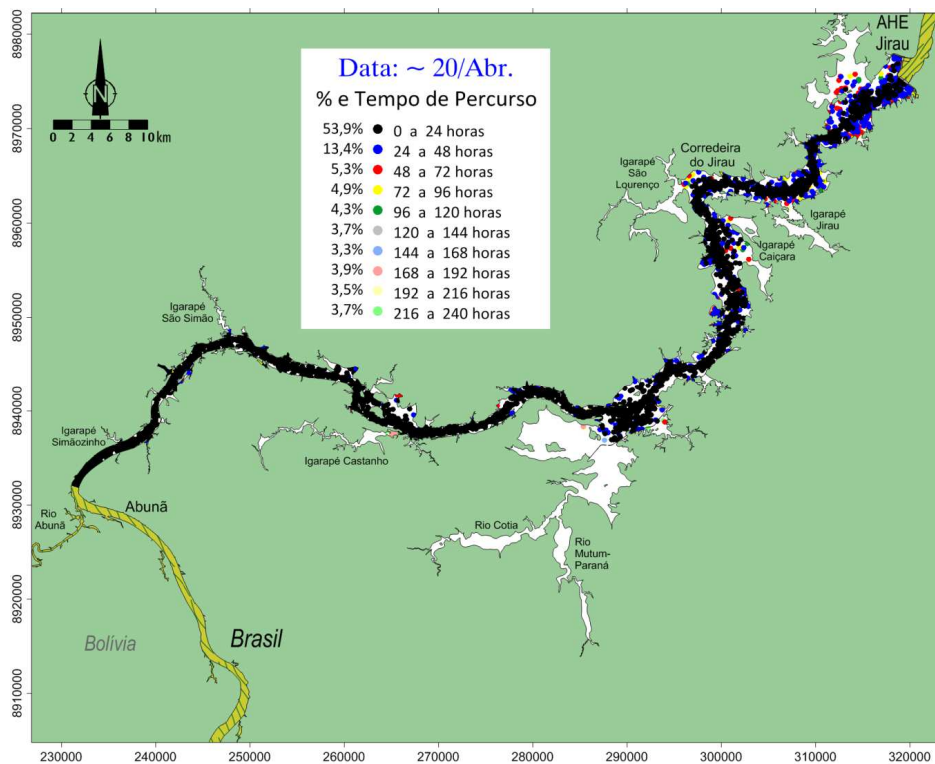 8980000
8970000
8960000
8950000
8940000
8930000
8920000
8910000
N
0 2 4 6 8 10 km
Data: ~ 20/Abr.
% e Tempo de Percurso
53,9% 0 a 24 horas
13,4% 24 a 48 horas
5,3% 48 a 72 horas
4,9% 72 a 96 horas
4,3% 96 a 120 horas
3,7% 120 a 144 horas
3,3% 144 a 168 horas
3,9% 168 a 192 horas
3,5% 192 a 216 horas
3,7% 216 a 240 horas
AHE
Jirau
Corredeira
do Jirau
Igarapé
São
Lourenço
Igarapé
Jirau
Igarapé
Caiçara
Igarapé
São Simão
Igarapé
Simãozinho
Igarapé Castanho
Abunã
Rio
Abunã
Rio Cotia
Rio
Mutum-
Paraná
Bolívia
Brasil
230000 240000 250000 260000 270000 280000 290000 300000 310000 320000